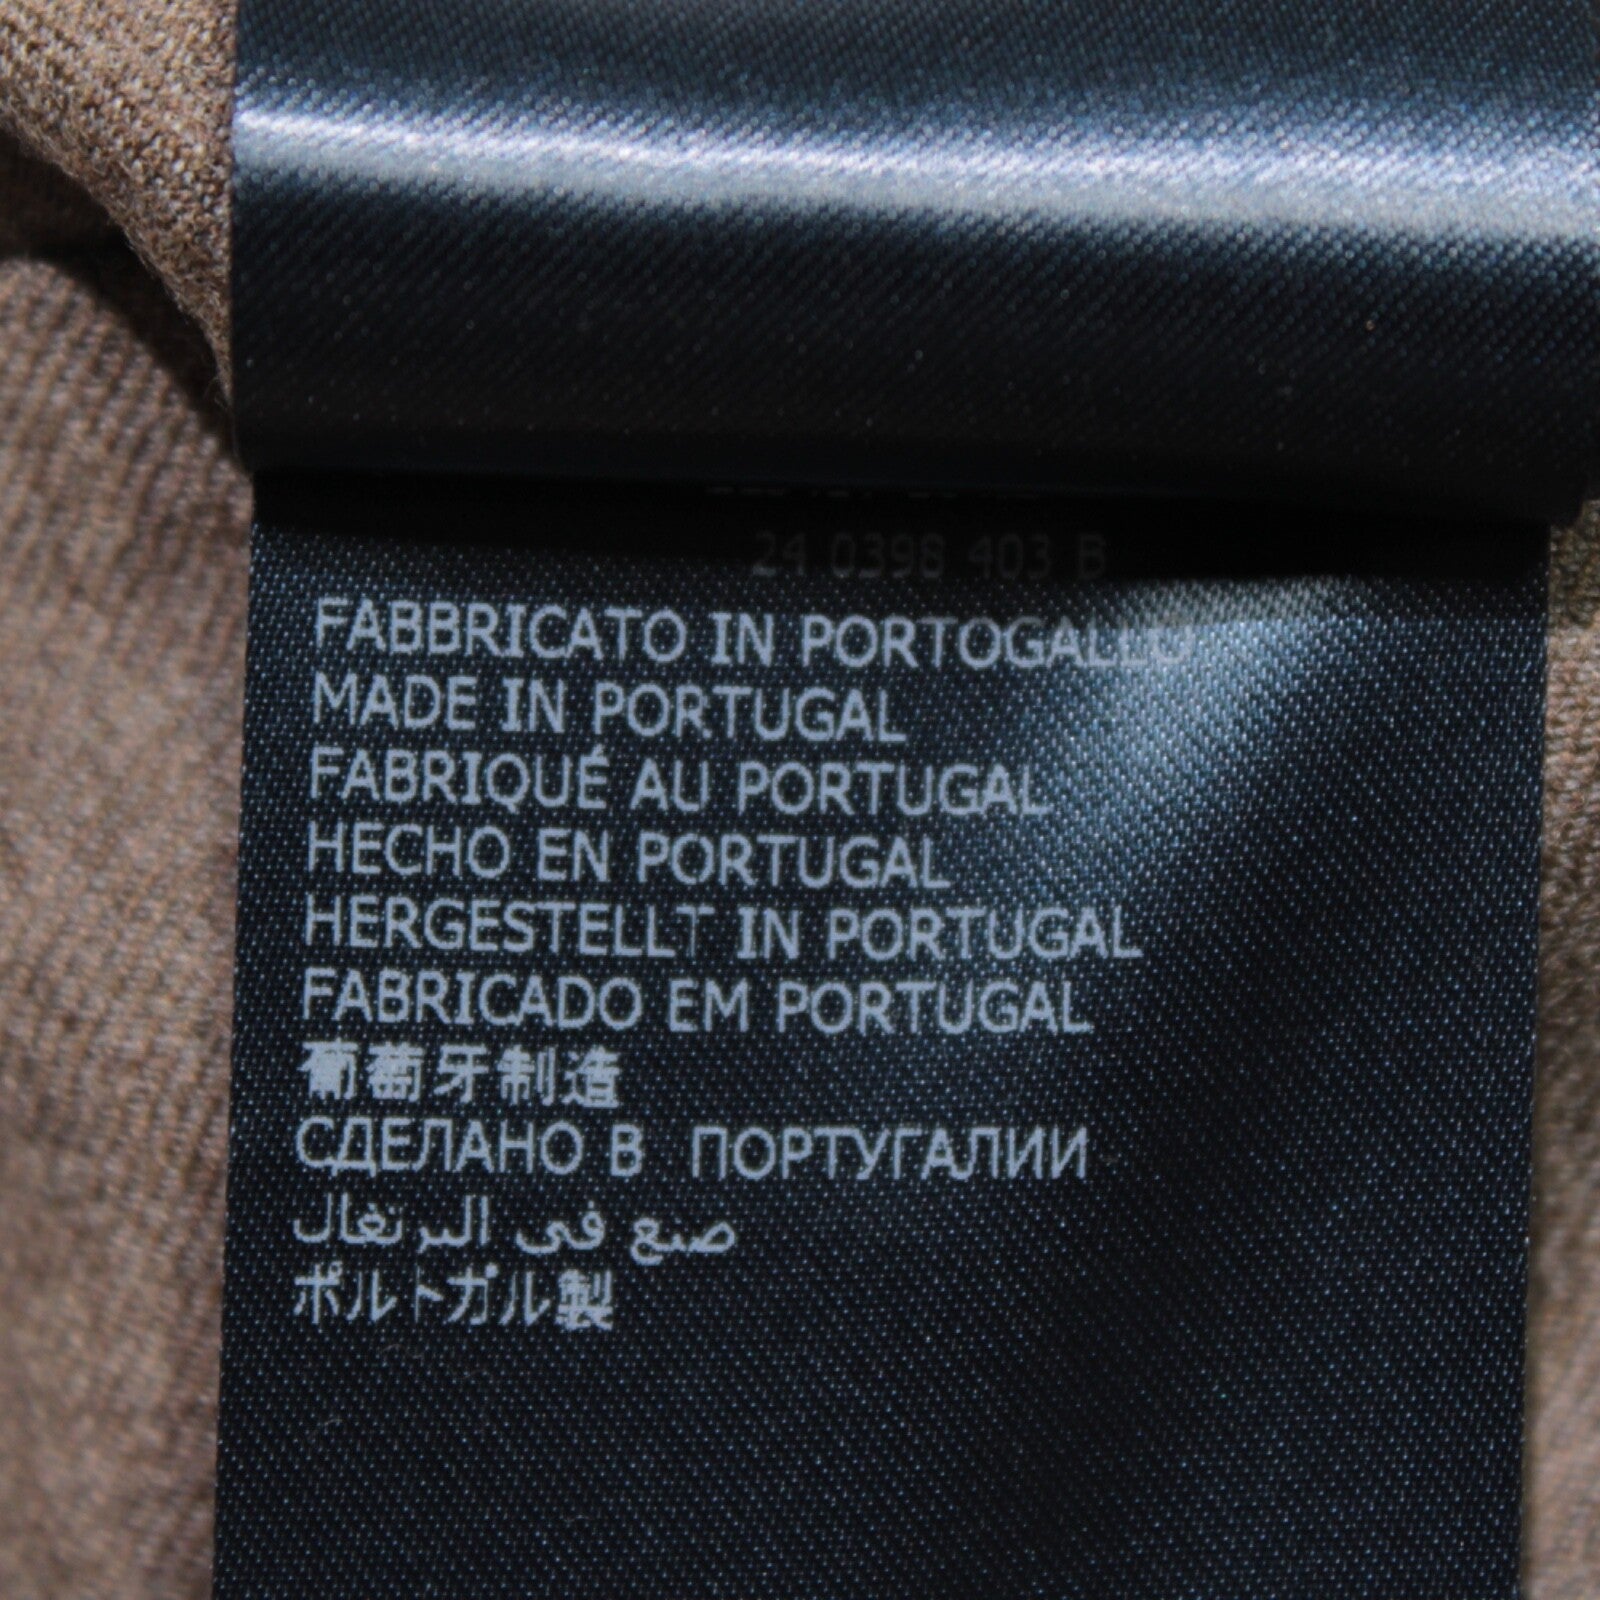 24 0398 403 B
FABBRICATO IN PORTOGALLO
MADE IN PORTUGAL
FABRIQUÉ AU PORTUGAL
HECHO EN PORTUGAL
HERGESTELLT IN PORTUGAL
FABRICADO EM PORTUGAL
葡萄牙制造
СДЕЛАНО В ПОРТУГАЛИИ
صنع في البرتغال
ポルトガル製